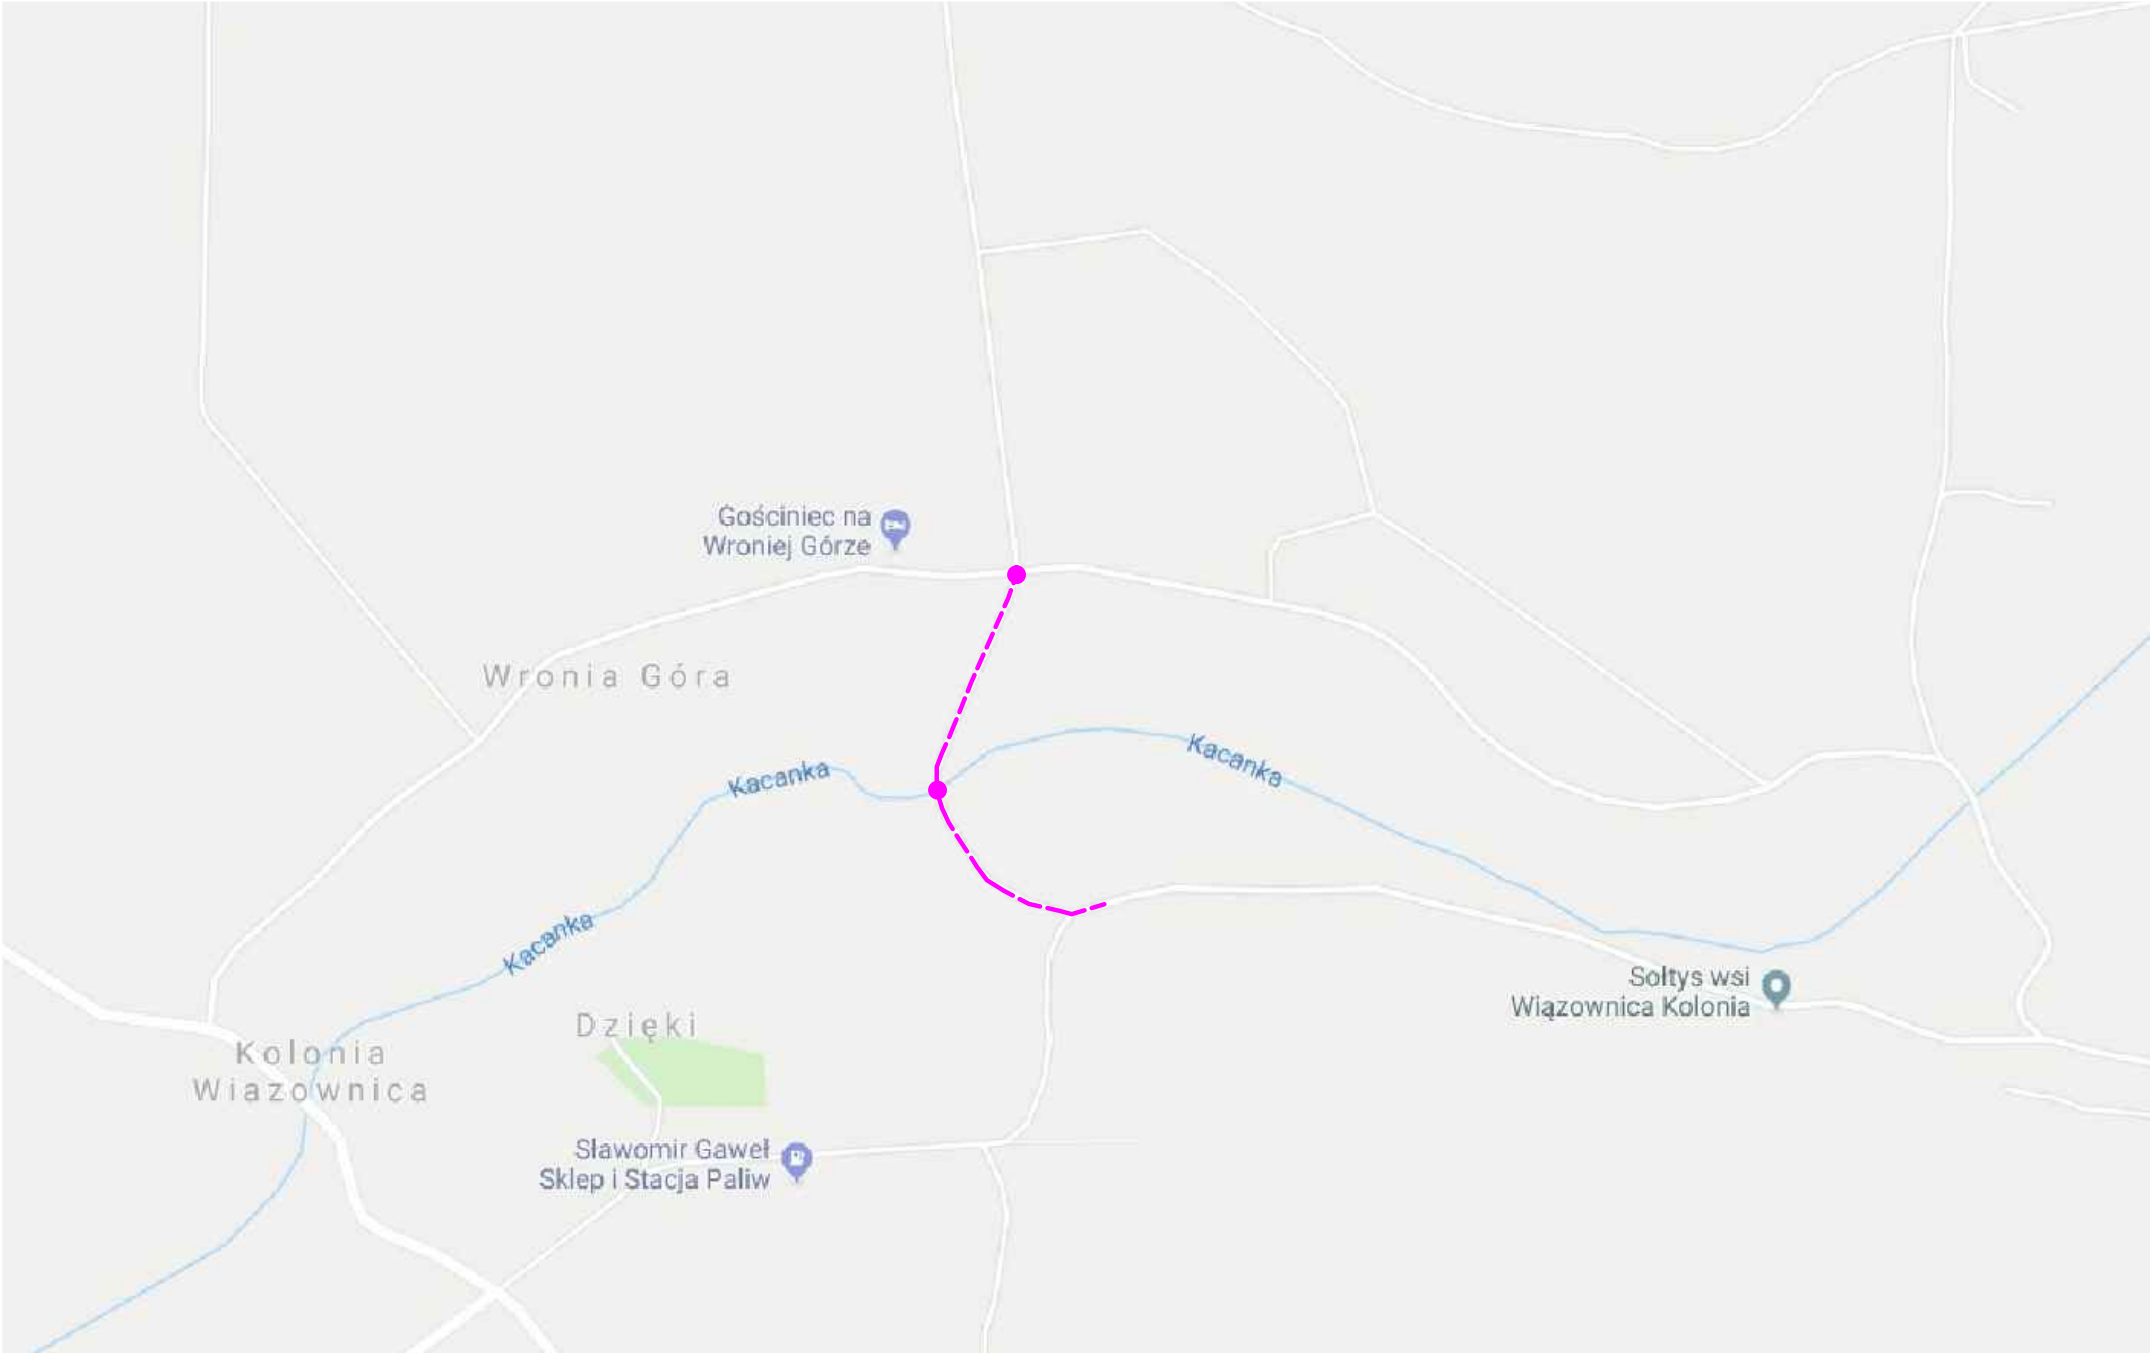 Gościniec na
Wroniej Górze
Wronia Góra
Kacanka
Kacanka
Kacanka
Sołtys wsi
Wiązownica Kolonia
Dzięki
Kolonia
Wiazownica
Sławomir Gaweł
Sklep i Stacja Paliw